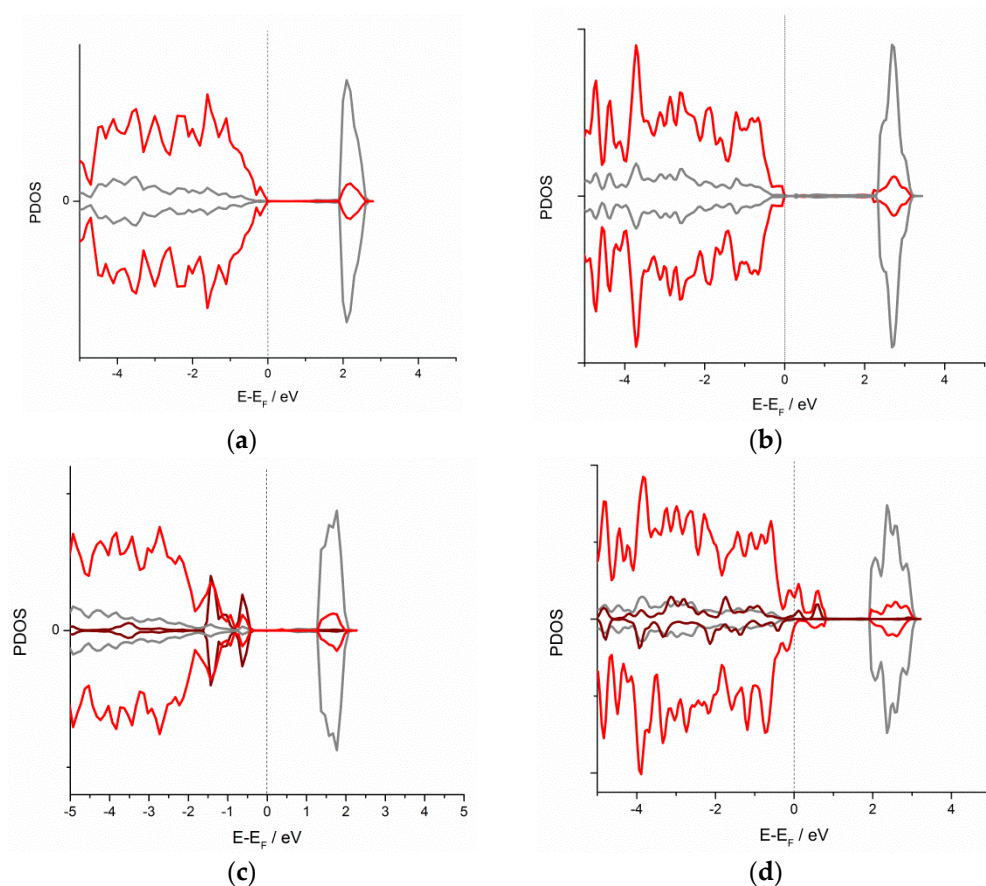 PDOS
0
-4 -2 0 2 4
E-E_F / eV
(a)
PDOS
-4 -2 0 2 4
E-E_F / eV
(b)
PDOS
0
-5 -4 -3 -2 -1 0 1 2 3 4 5
E-E_F / eV
(c)
PDOS
-4 -2 0 2 4
E-E_F / eV
(d)